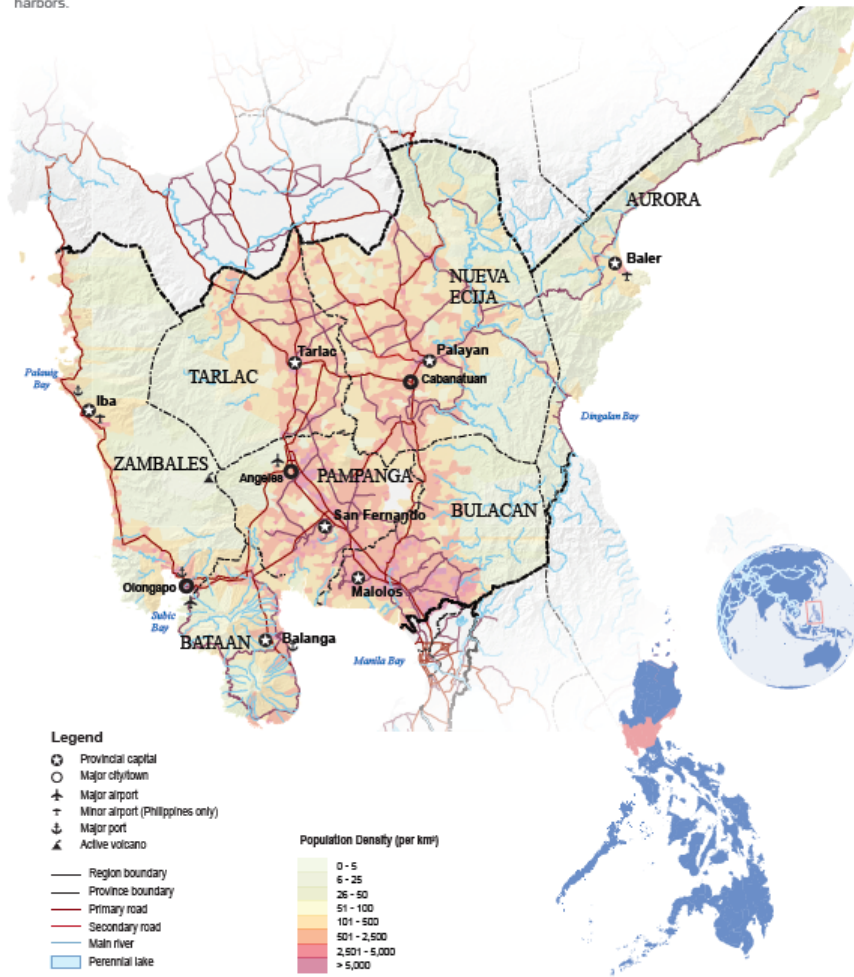 harbors.
AURORA
Baler
NUEVA
ECIJA
Palayan
Tarlac
Cabanatuan
TARLAC
Palauig
Bay
Iba
Dingalan Bay
ZAMBALES
PAMPANGA
Angeles
BULACAN
San Fernando
Malolos
Olongapo
Subic
Bay
BATAAN
Balanga
Manila Bay
Legend
Provincial capital
Major city/town
Major airport
Minor airport (Philippines only)
Major port
Active volcano
Region boundary
Province boundary
Primary road
Secondary road
Main river
Perennial lake
Population Density (per km²)
0 - 5
6 - 25
26 - 50
51 - 100
101 - 500
501 - 2,500
2,501 - 5,000
> 5,000